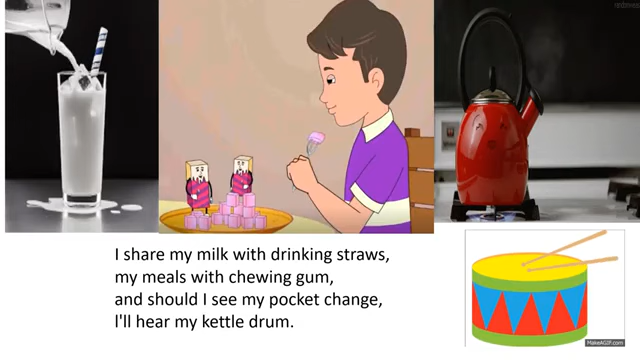 I share my milk with drinking straws,
my meals with chewing gum,
and should I see my pocket change,
I'll hear my kettle drum.
MakeAGif.com